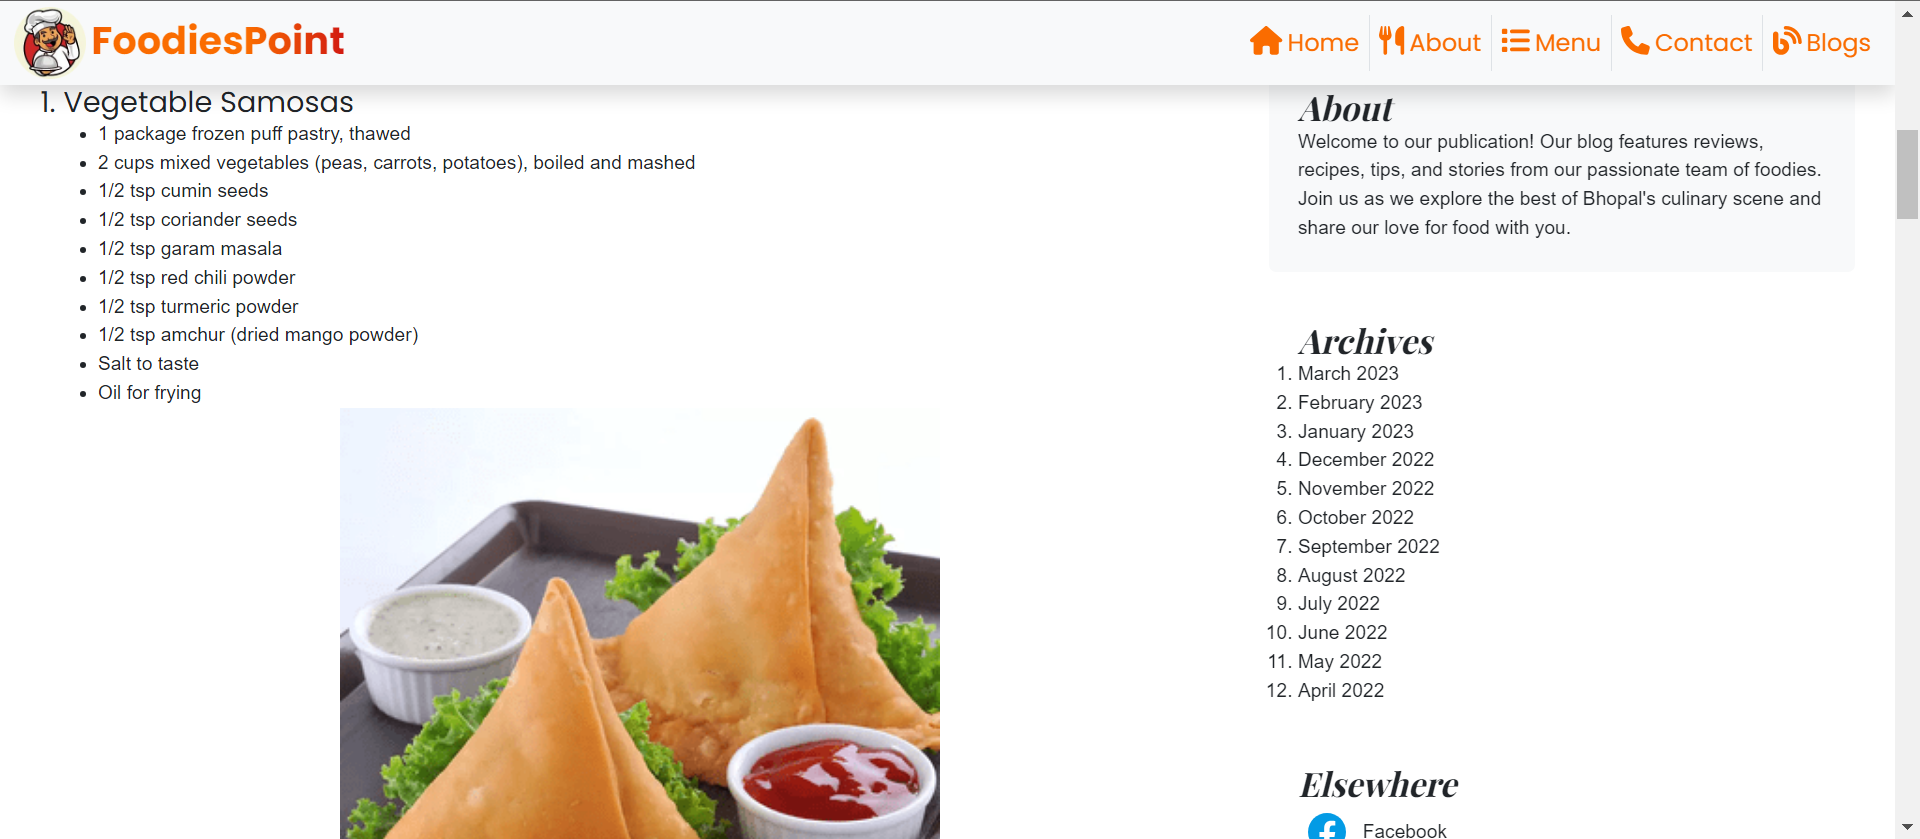 FoodiesPoint
Home
About
Menu
Contact
Blogs
1. Vegetable Samosas
1 package frozen puff pastry, thawed
2 cups mixed vegetables (peas, carrots, potatoes), boiled and mashed
1/2 tsp cumin seeds
1/2 tsp coriander seeds
1/2 tsp garam masala
1/2 tsp red chili powder
1/2 tsp turmeric powder
1/2 tsp amchur (dried mango powder)
Salt to taste
Oil for frying
About
Welcome to our publication! Our blog features reviews,
recipes, tips, and stories from our passionate team of foodies.
Join us as we explore the best of Bhopal's culinary scene and
share our love for food with you.
Archives
1. March 2023
2. February 2023
3. January 2023
4. December 2022
5. November 2022
6. October 2022
7. September 2022
8. August 2022
9. July 2022
10. June 2022
11. May 2022
12. April 2022
Elsewhere
Facebook